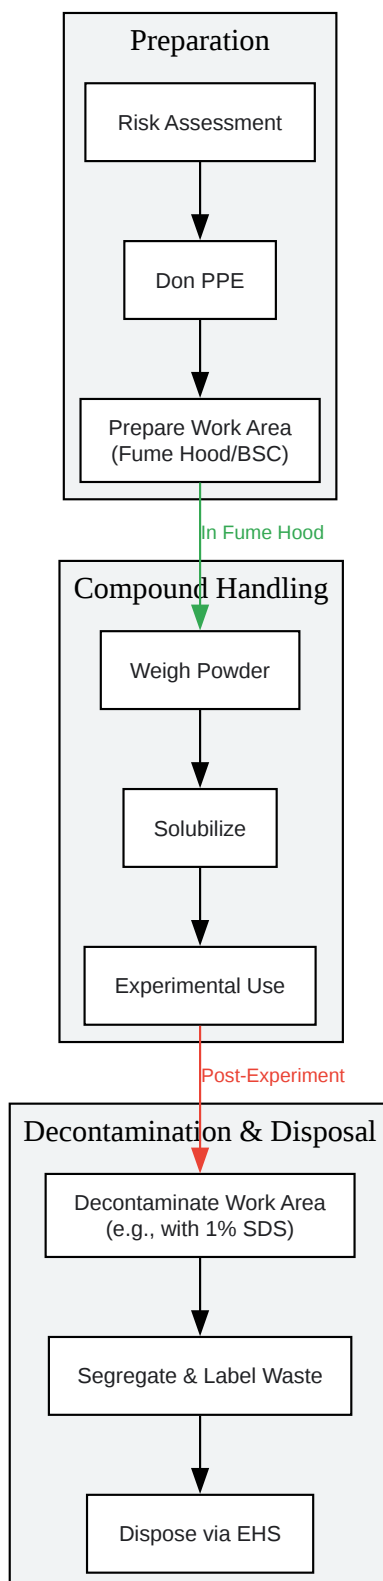 Preparation
Risk Assessment
Don PPE
Prepare Work Area
(Fume Hood/BSC)
In Fume Hood
Compound Handling
Weigh Powder
Solubilize
Experimental Use
Post-Experiment
Decontamination & Disposal
Decontaminate Work Area
(e.g., with 1% SDS)
Segregate & Label Waste
Dispose via EHS